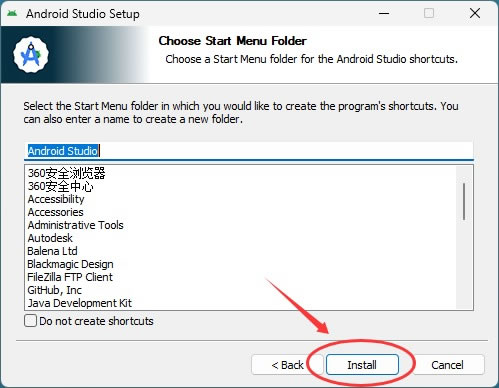 Android Studio Setup
Choose Start Menu Folder
Choose a Start Menu folder for the Android Studio shortcuts.
Select the Start Menu folder in which you would like to create the program's shortcuts. You
can also enter a name to create a new folder.
Android Studio
360安全浏览器
360安全中心
Accessibility
Accessories
Administrative Tools
Autodesk
Balena Ltd
Blackmagic Design
FileZilla FTP Client
GitHub, Inc
Java Development Kit
Do not create shortcuts
< Back Install Cancel